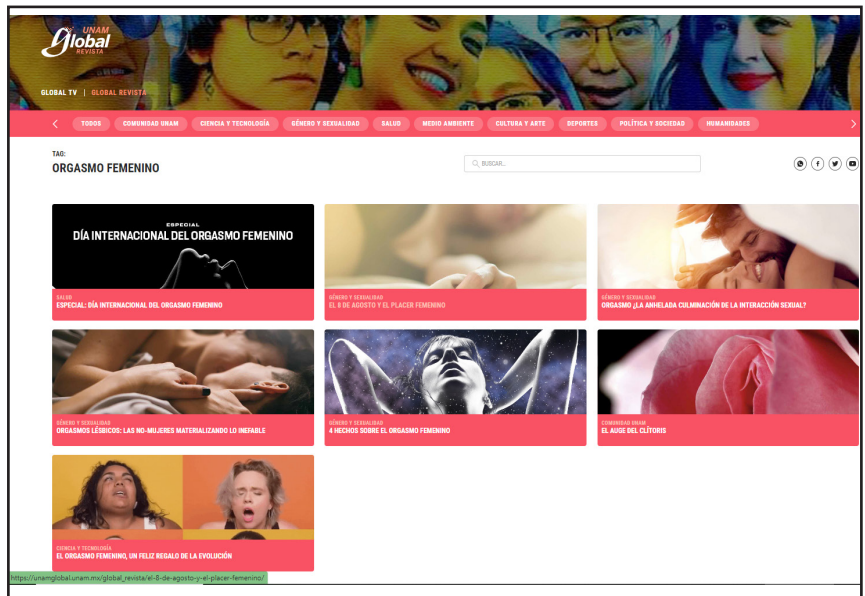 UNAM
Global
REVISTA
GLOBAL TV | GLOBAL REVISTA
TODOS
COMUNIDAD UNAM
CIENCIA Y TECNOLOGÍA
GÉNERO Y SEXUALIDAD
SALUD
MEDIO AMBIENTE
CULTURA Y ARTE
DEPORTES
POLÍTICA Y SOCIEDAD
HUMANIDADES
TAG:
ORGASMO FEMENINO
BUSCAR...
ESPECIAL
DÍA INTERNACIONAL DEL ORGASMO FEMENINO
SALUD
ESPECIAL: DÍA INTERNACIONAL DEL ORGASMO FEMENINO
GÉNERO Y SEXUALIDAD
EL 8 DE AGOSTO Y EL PLACER FEMENINO
GÉNERO Y SEXUALIDAD
ORGASMO ¿LA ANHELADA CULMINACIÓN DE LA INTERACCIÓN SEXUAL?
GÉNERO Y SEXUALIDAD
ORGASMOS LÉSBICOS: LAS NO-MUJERES MATERIALIZANDO LO INEFABLE
GÉNERO Y SEXUALIDAD
4 HECHOS SOBRE EL ORGASMO FEMENINO
COMUNIDAD UNAM
EL AUGE DEL CLÍTORIS
CIENCIA Y TECNOLOGÍA
EL ORGASMO FEMENINO, UN FELIZ REGALO DE LA EVOLUCIÓN
https://unamglobal.unam.mx/global_revista/el-8-de-agosto-y-el-placer-femenino/